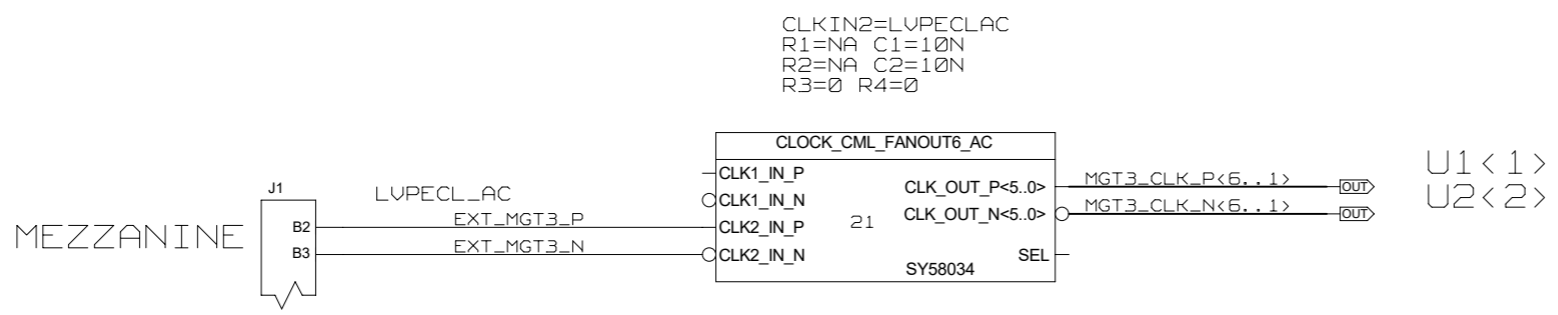 CLKIN2=LVPECLAC
R1=NA C1=10N
R2=NA C2=10N
R3=0 R4=0
CLOCK_CML_FANOUT6_AC
MEZZANINE
J1
B2
B3
LVPECL_AC
EXT_MGT3_P
EXT_MGT3_N
CLK1_IN_P
CLK1_IN_N
CLK2_IN_P
CLK2_IN_N
21
CLK_OUT_P<5..0>
CLK_OUT_N<5..0>
SEL
SY58034
MGT3_CLK_P<6..1>
OUT
MGT3_CLK_N<6..1>
OUT
U1<1>
U2<2>